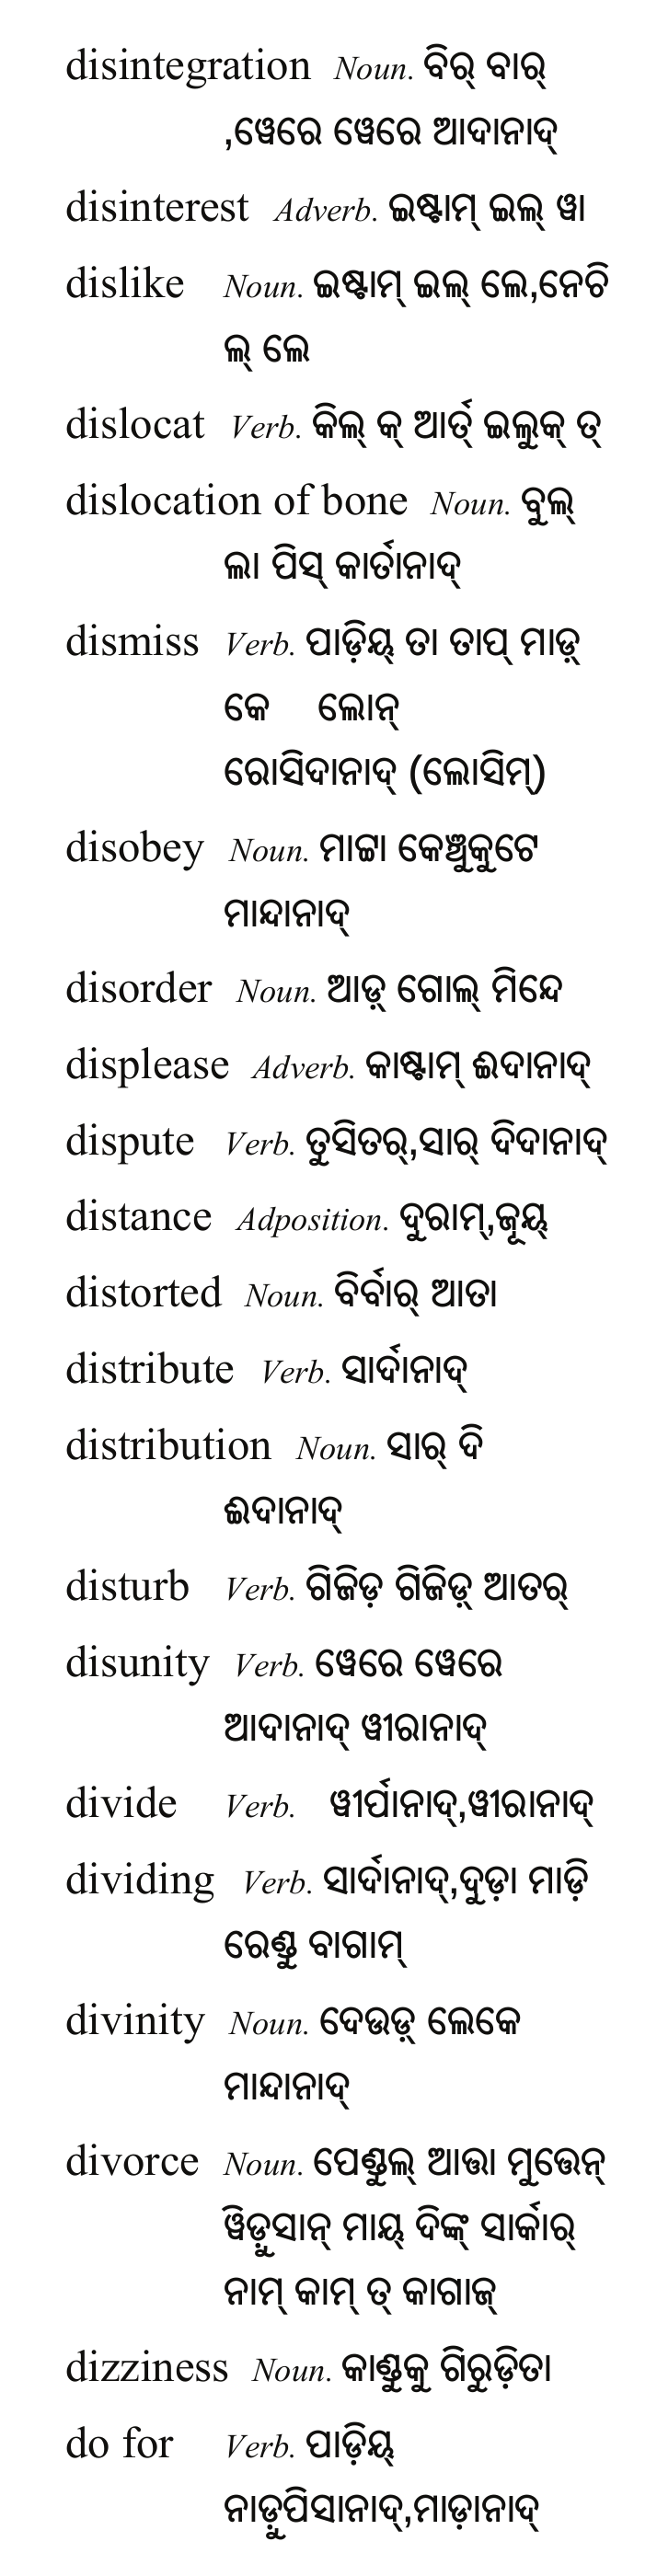 disintegration Noun. ବିର୍ ବାର୍
,ୱେରେ ୱେରେ ଆଦାନାଦ୍
disinterest Adverb. ଇଷ୍ଟାମ୍ ଇଲ୍ ୱା
dislike Noun. ଇଷ୍ଟାମ୍ ଇଲ୍ ଲେ,ନେଚି
ଲ୍ ଲେ
dislocat Verb. କିଲ୍ କ୍ ଆର୍ତ୍ ଇଲୁକ୍ ତ୍
dislocation of bone Noun. ବୁଲ୍
ଲା ପିସ୍ କାର୍ତାନାଦ୍
dismiss Verb. ପାଡ଼ିୟ୍ ତା ତାପ୍ ମାଡ଼୍
କେ ଲୋନ୍
ରୋସିଦାନାଦ୍ (ଲୋସିମ୍)
disobey Noun. ମାଟ୍ଟା କେଞ୍ଚୁକୁଟେ
ମାନ୍ଦାନାଦ୍
disorder Noun. ଆଡ଼୍ ଗୋଲ୍ ମିନ୍ଦେ
displease Adverb. କାଷ୍ଟାମ୍ ଈଦାନାଦ୍
dispute Verb. ତୁସିତର୍,ସାର୍ ଦିଦାନାଦ୍
distance Adposition. ଦୁରାମ୍,ଜୂୟ୍
distorted Noun. ବିର୍ବାର୍ ଆତା
distribute Verb. ସାର୍ଦାନାଦ୍
distribution Noun. ସାର୍ ଦି
ଈଦାନାଦ୍
disturb Verb. ଗିଜିଡ଼ ଗିଜିଡ଼୍ ଆତର୍
disunity Verb. ୱେରେ ୱେରେ
ଆଦାନାଦ୍ ୱୀରାନାଦ୍
divide Verb. ୱୀର୍ପାନାଦ୍,ୱୀରାନାଦ୍
dividing Verb. ସାର୍ଦାନାଦ୍,ଦୁଡ଼ା ମାଡ଼ି
ରେଣ୍ଡୁ ବାଗାମ୍
divinity Noun. ଦେଉଡ଼୍ ଲେକେ
ମାନ୍ଦାନାଦ୍
divorce Noun. ପେଣ୍ଡୁଲ୍ ଆତ୍ତା ମୁତ୍ତେନ୍
ୱିଡ଼ୁସାନ୍ ମାୟ୍ ଦିଙ୍କ୍ ସାର୍କାର୍
ନାମ୍ କାମ୍ ତ୍ କାଗାଜ୍
dizziness Noun. କାଣ୍ଡୁକୁ ଗିରୁଡ଼ିତା
do for Verb. ପାଡ଼ିୟ୍
ନାଡ଼ୁପିସାନାଦ୍,ମାଡ଼ାନାଦ୍